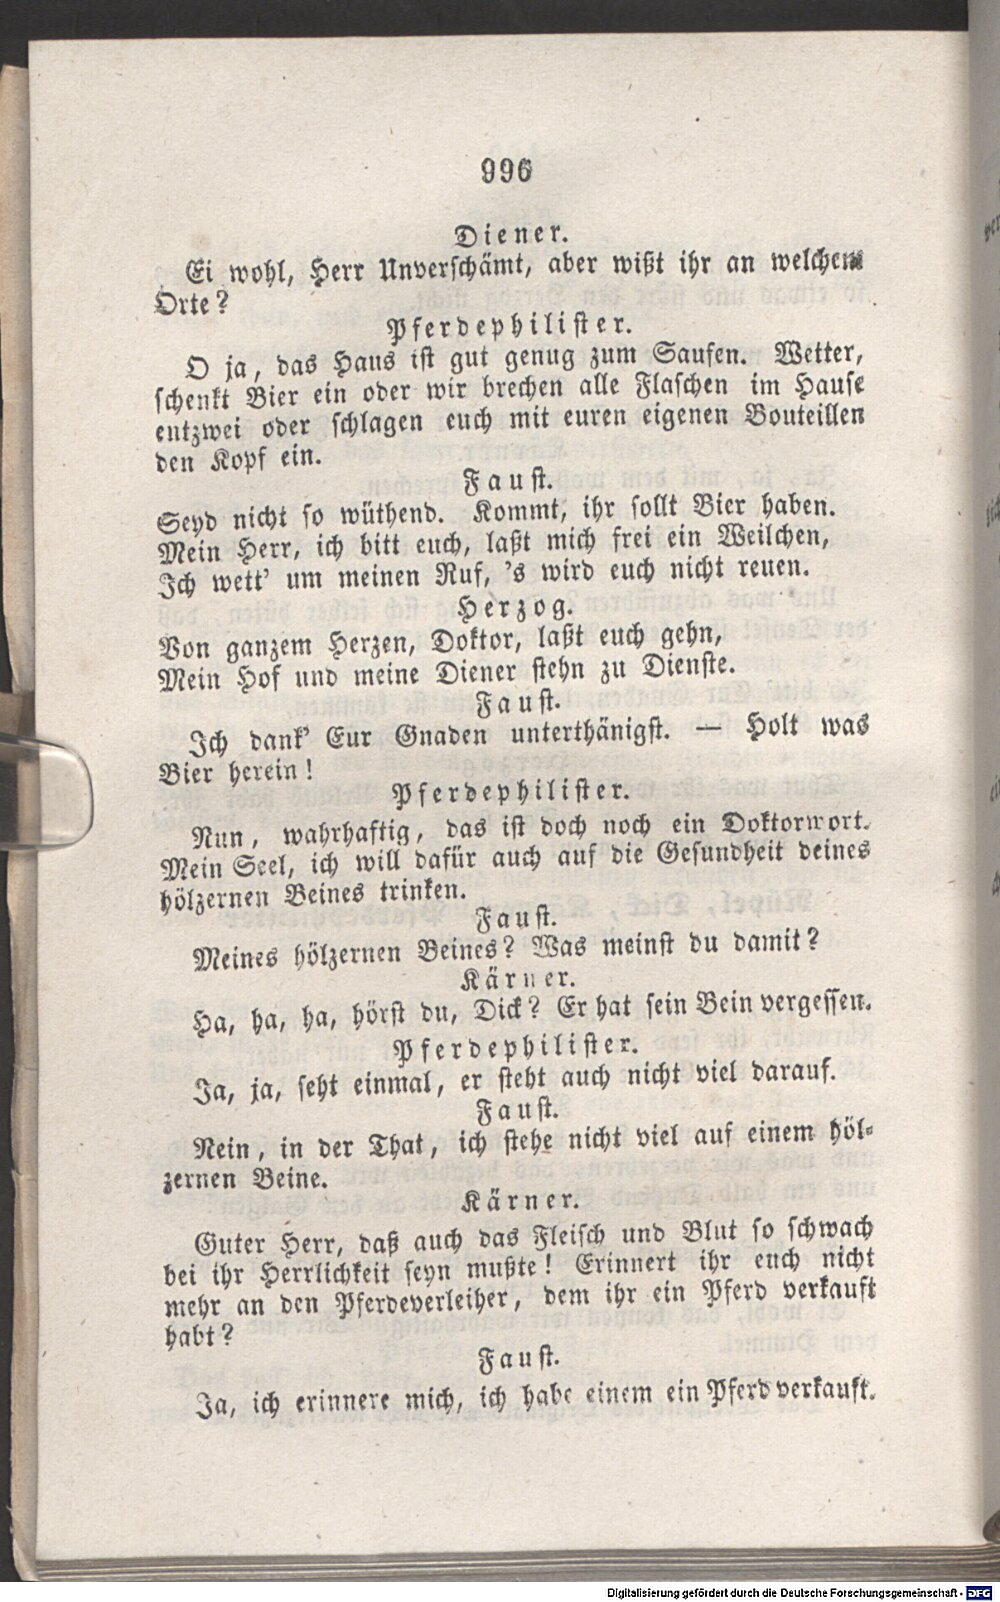 996
Diener.
Ei wohl, Herr Unverschämt, aber wißt ihr an welchem
Orte?
Pferdephilister.
O ja, das Haus ist gut genug zum Saufen. Wetter,
schenkt Bier ein oder wir brechen alle Flaschen im Hause
entzwei oder schlagen euch mit euren eigenen Bouteillen
den Kopf ein.
Faust.
Seyd nicht so wüthend. Kommt, ihr sollt Bier haben.
Mein Herr, ich bitt euch, laßt mich frei ein Weilchen,
Ich wett' um meinen Ruf, 's wird euch nicht reuen.
Herzog.
Von ganzem Herzen, Doktor, laßt euch gehn,
Mein Hof und meine Diener stehn zu Dienste.
Faust.
Ich dank' Eur Gnaden unterthänigst. — Holt was
Bier herein!
Pferdephilister.
Nun, wahrhaftig, das ist doch noch ein Doktorwort.
Mein Seel, ich will dafür auch auf die Gesundheit deines
hölzernen Beines trinken.
Faust.
Meines hölzernen Beines? Was meinst du damit?
Kärner.
Ha, ha, ha, hörst du, Dick? Er hat sein Bein vergessen.
Pferdephilister.
Ja, ja, seht einmal, er steht auch nicht viel darauf.
Faust.
Nein, in der That, ich stehe nicht viel auf einem höl-
zernen Beine.
Kärner.
Guter Herr, daß auch das Fleisch und Blut so schwach
bei ihr Herrlichkeit seyn mußte! Erinnert ihr euch nicht
mehr an den Pferdeverleiher, dem ihr ein Pferd verkauft
habt?
Faust.
Ja, ich erinnere mich, ich habe einem ein Pferd verkauft.
Digitalisierung gefördert durch die Deutsche Forschungsgemeinschaft - DFG